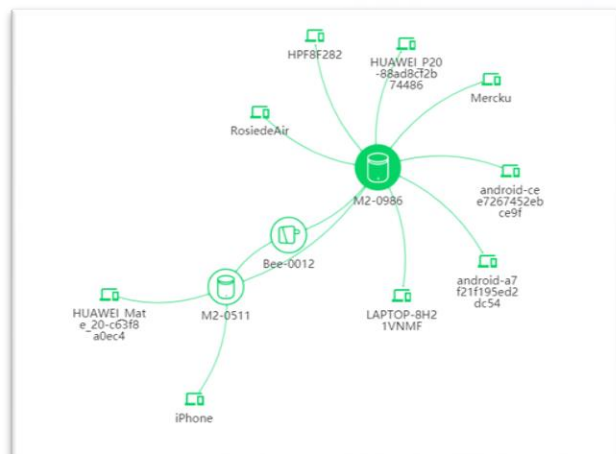 HPF8F282
HUAWEI_P20
-88ad8cf2b
74486
Mercku
RosiedeAir
M2-0986
android-ce
e7267452eb
ce9f
Bee-0012
android-a7
f21f195ed2
dc54
LAPTOP-8H2
1VNMF
M2-0511
HUAWEI_Mat
e_20-c63f8
a0ec4
iPhone